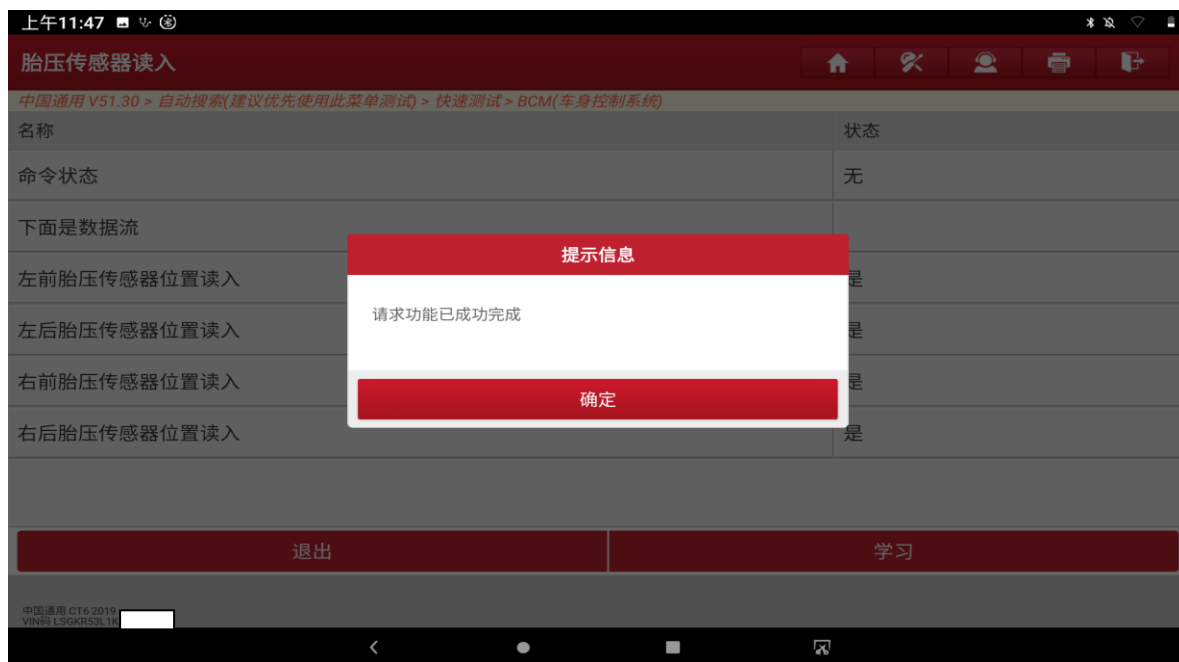 上午11:47
胎压传感器读入
中国通用 V51.30 > 自动搜索(建议优先使用此菜单测试) > 快速测试 > BCM(车身控制系统)
名称 状态
命令状态 无
下面是数据流
提示信息
左前胎压传感器位置读入 是
请求功能已成功完成
左后胎压传感器位置读入 是
右前胎压传感器位置读入 是
确定
右后胎压传感器位置读入 是
退出 学习
中国通用 CT6 2019
VIN码 LSGKR53L1K